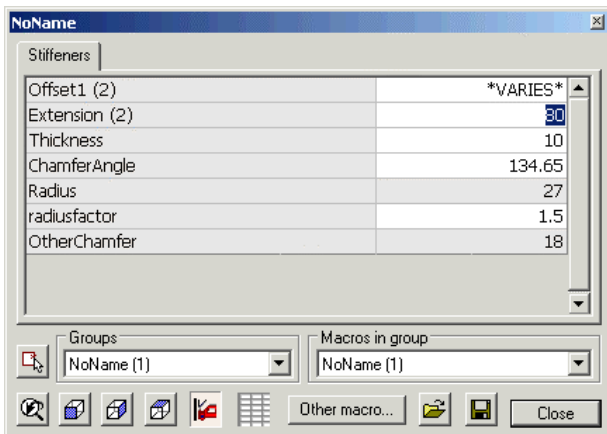 NoName
Stiffeners
Offset1 (2) *VARIES*
Extension (2) 80
Thickness 10
ChamferAngle 134.65
Radius 27
radiusfactor 1.5
OtherChamfer 18
Groups Macros in group
NoName (1) NoName (1)
Other macro... Close